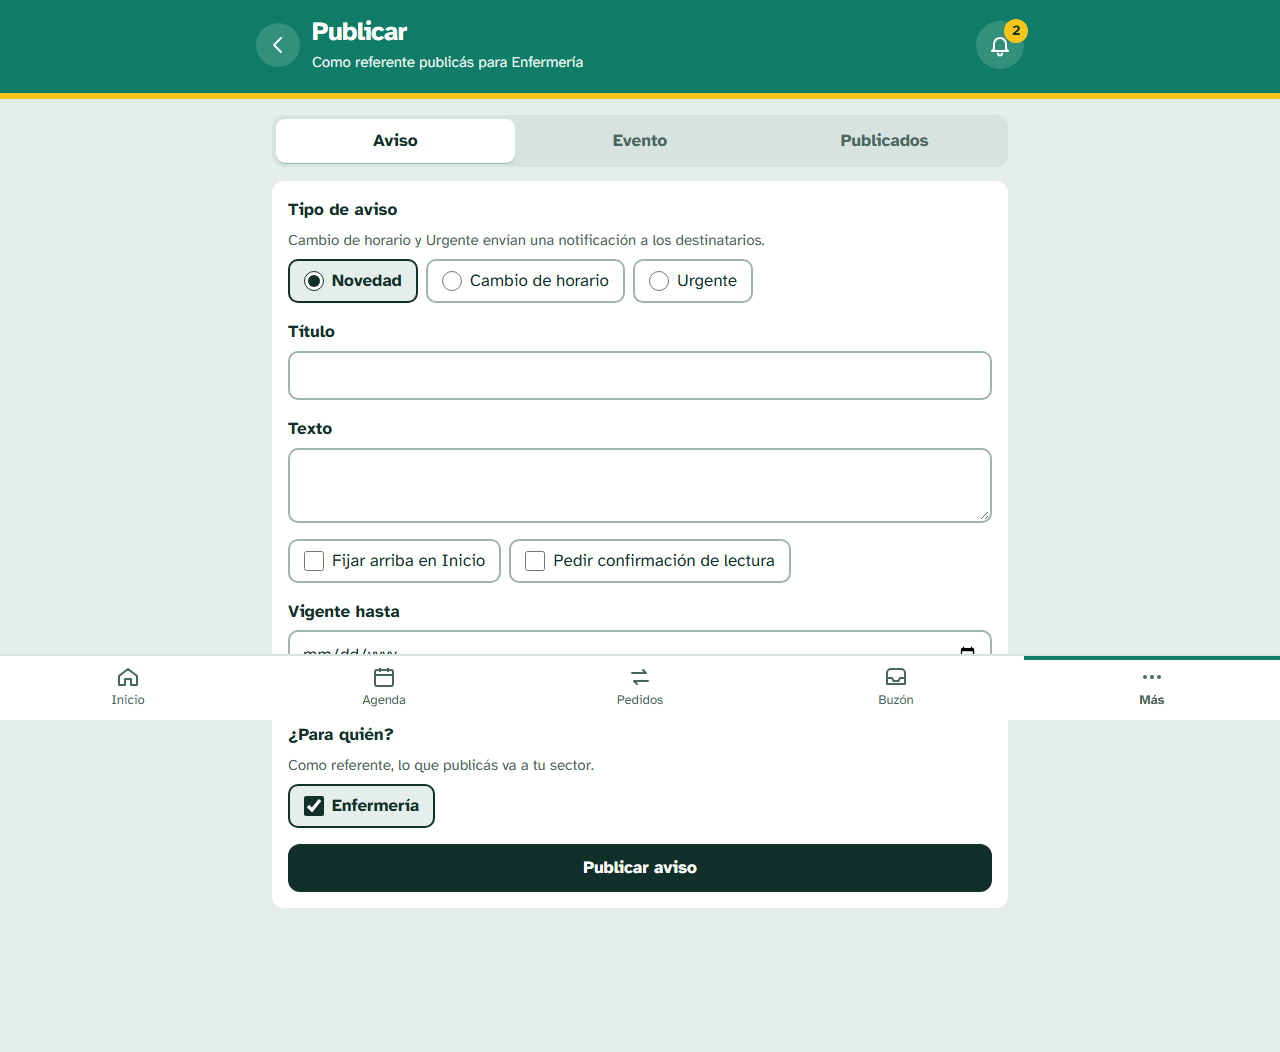 Publicar
Como referente publicás para Enfermería
2
Aviso
Evento
Publicados
Tipo de aviso
Cambio de horario y Urgente envían una notificación a los destinatarios.
Novedad
Cambio de horario
Urgente
Título
Texto
Fijar arriba en Inicio
Pedir confirmación de lectura
Vigente hasta
mm/dd/yyyy
Inicio
Agenda
Pedidos
Buzón
Más
¿Para quién?
Como referente, lo que publicás va a tu sector.
Enfermería
Publicar aviso